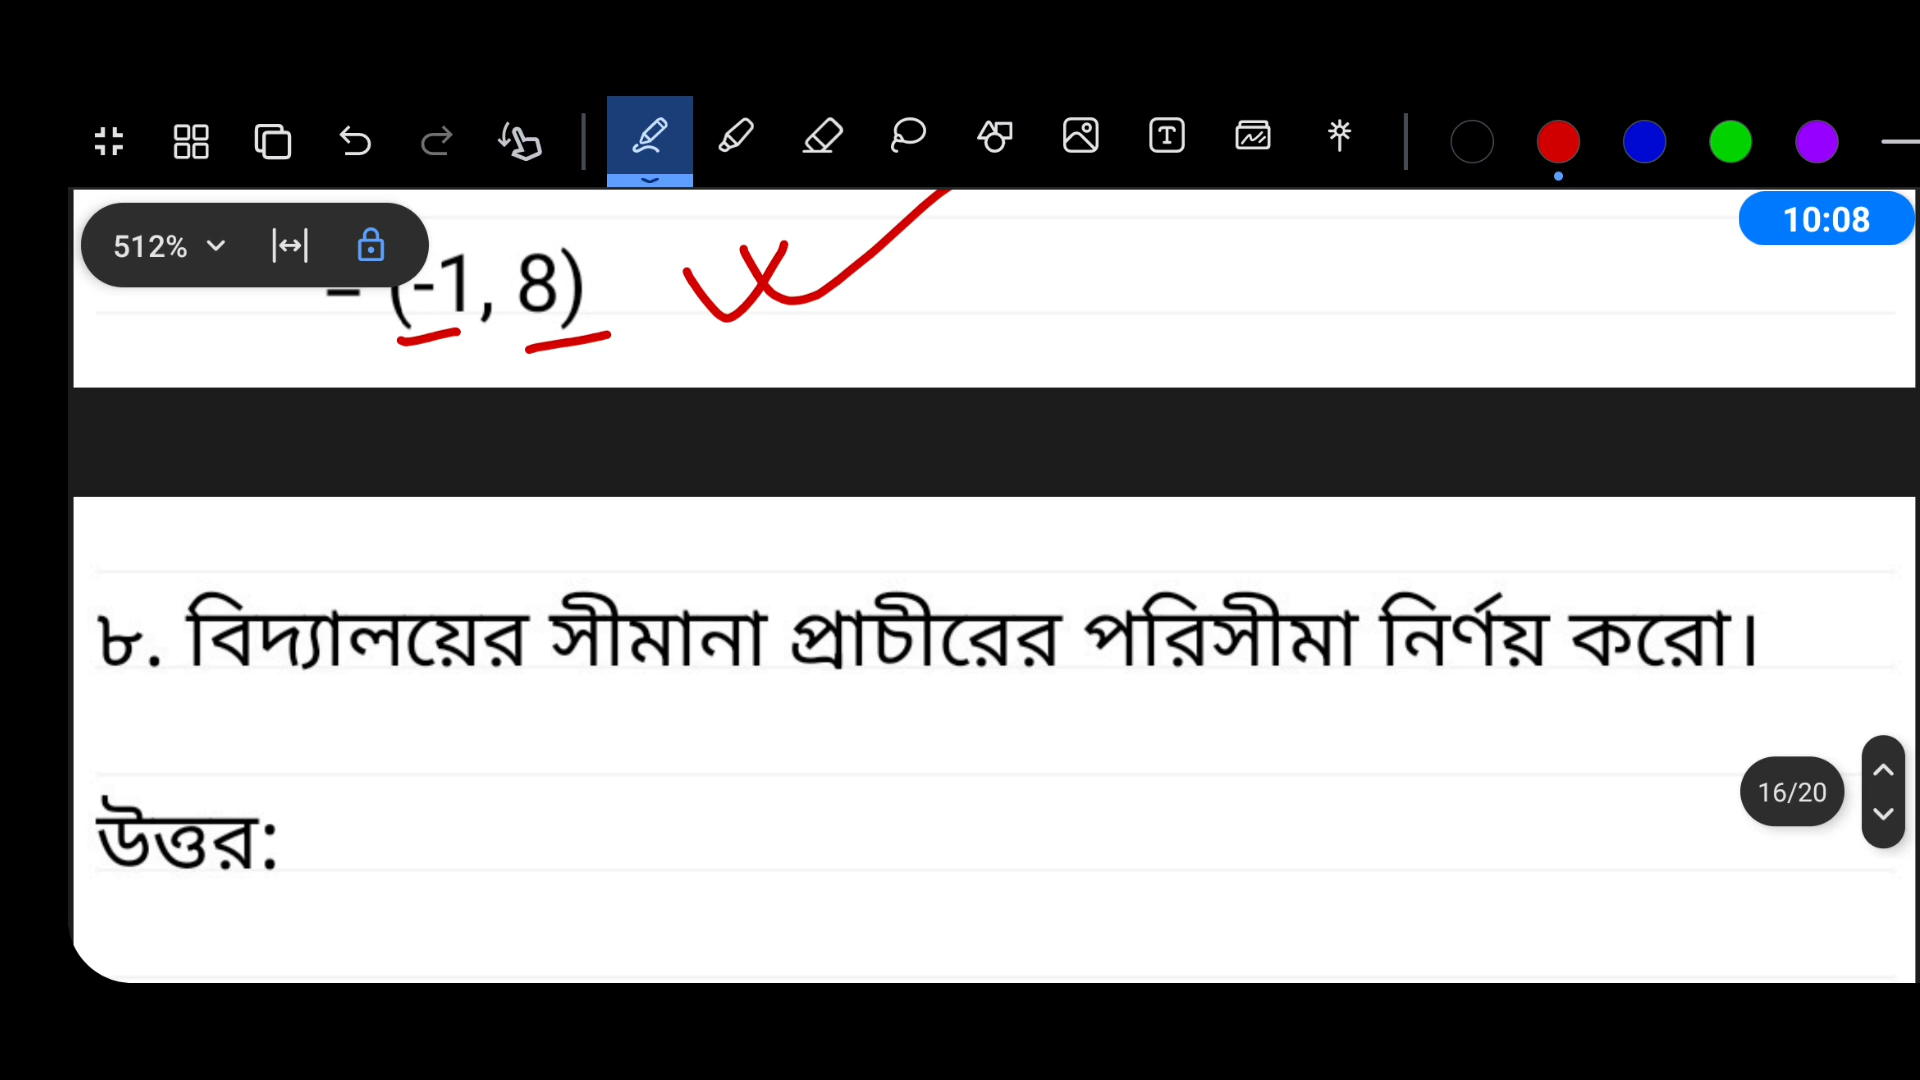 512%
10:08
= (-1, 8)
৮. বিদ্যালয়ের সীমানা প্রাচীরের পরিসীমা নির্ণয় করো।
16/20
উত্তর: